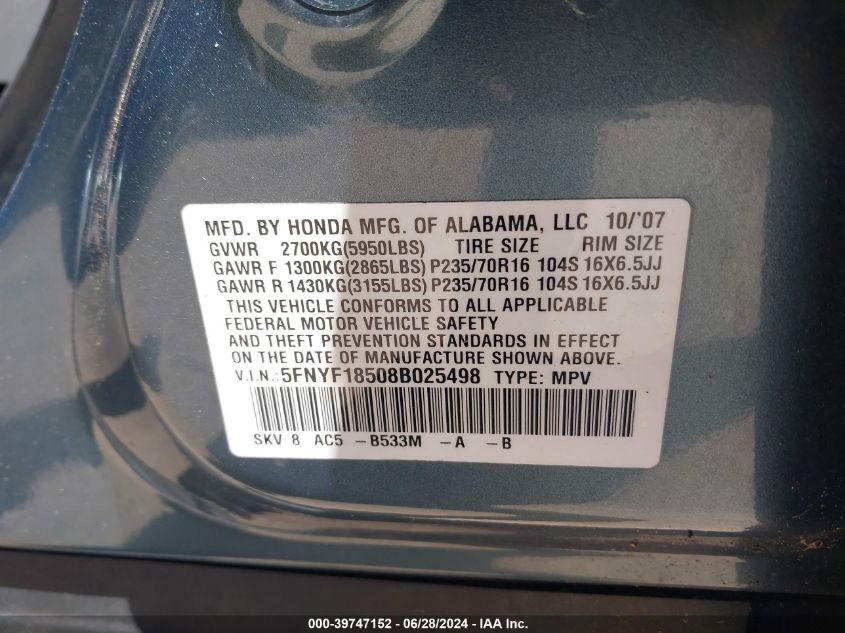 MFD. BY HONDA MFG. OF ALABAMA, LLC 10/'07
GVWR 2700KG(5950LBS) TIRE SIZE RIM SIZE
GAWR F 1300KG(2865LBS) P235/70R16 104S 16X6.5JJ
GAWR R 1430KG(3155LBS) P235/70R16 104S 16X6.5JJ
THIS VEHICLE CONFORMS TO ALL APPLICABLE
FEDERAL MOTOR VEHICLE SAFETY
AND THEFT PREVENTION STANDARDS IN EFFECT
ON THE DATE OF MANUFACTURE SHOWN ABOVE.
V.I.N.:5FNYF18508B025498 TYPE: MPV
SKV 8 AC5 -B533M -A -B
000-39747152 - 06/28/2024 - IAA Inc.